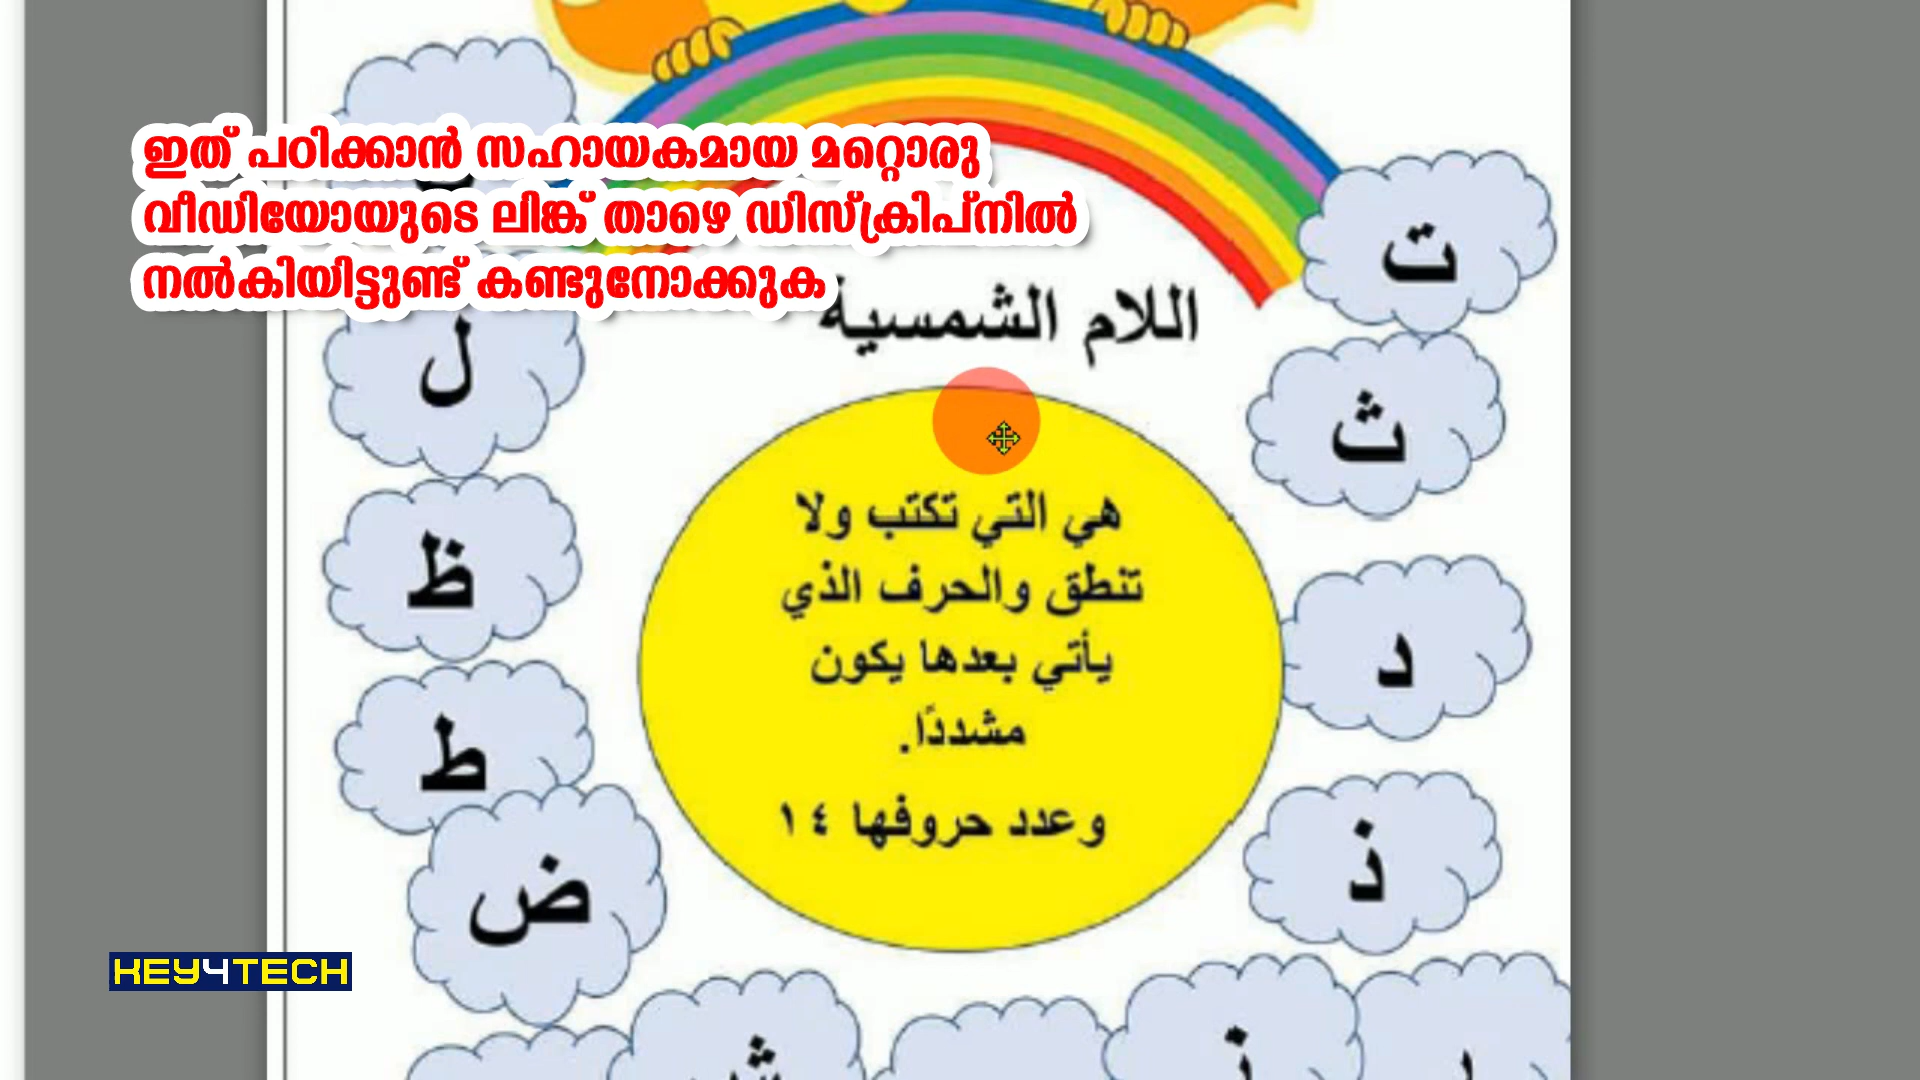 ഇത് പഠിക്കാൻ സഹായകമായ മറ്റൊരു
വീഡിയോയുടെ ലിങ്ക് താഴെ ഡിസ്ക്രിപ്നിൽ
നൽകിയിട്ടുണ്ട് കണ്ടുനോക്കുക
اللام الشمسية
هي التي تكتب ولا
تنطق والحرف الذي
يأتي بعدها يكون
مشددًا.
وعدد حروفها ١٤
ت
ث
د
ذ
ل
ظ
ط
ض
KEY4TECH